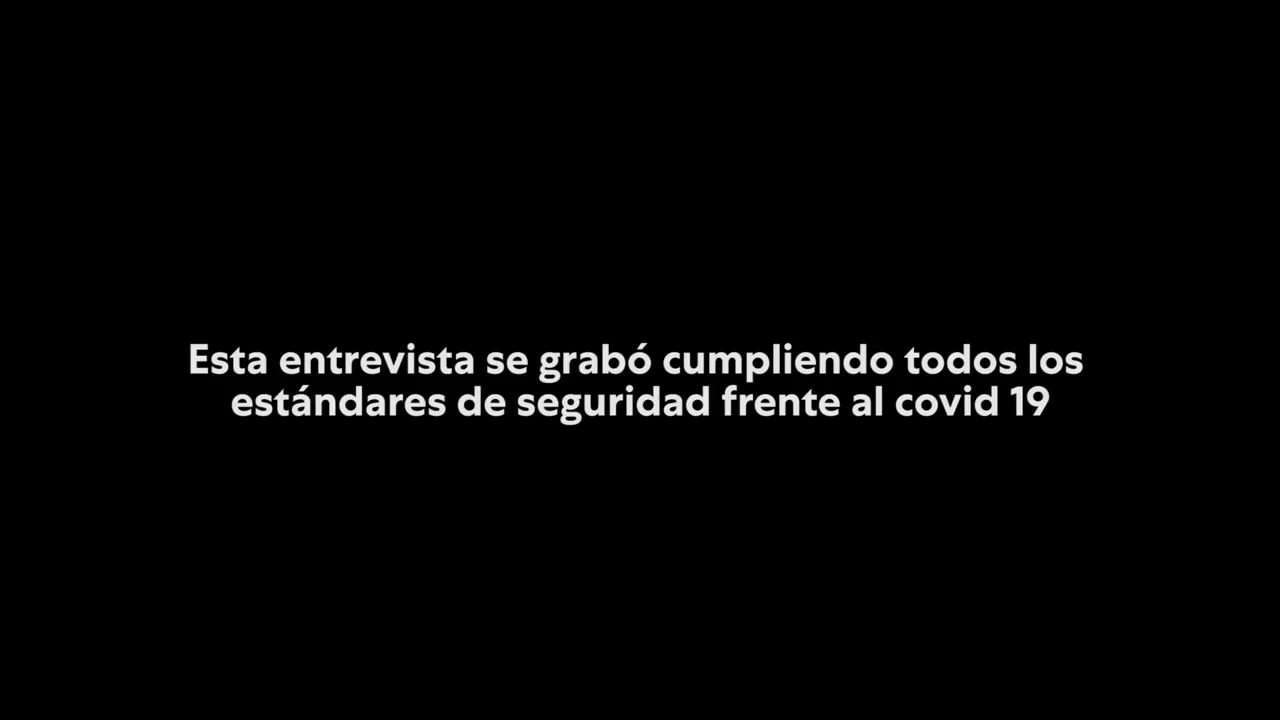 Esta entrevista se grabó cumpliendo todos los
estándares de seguridad frente al covid 19